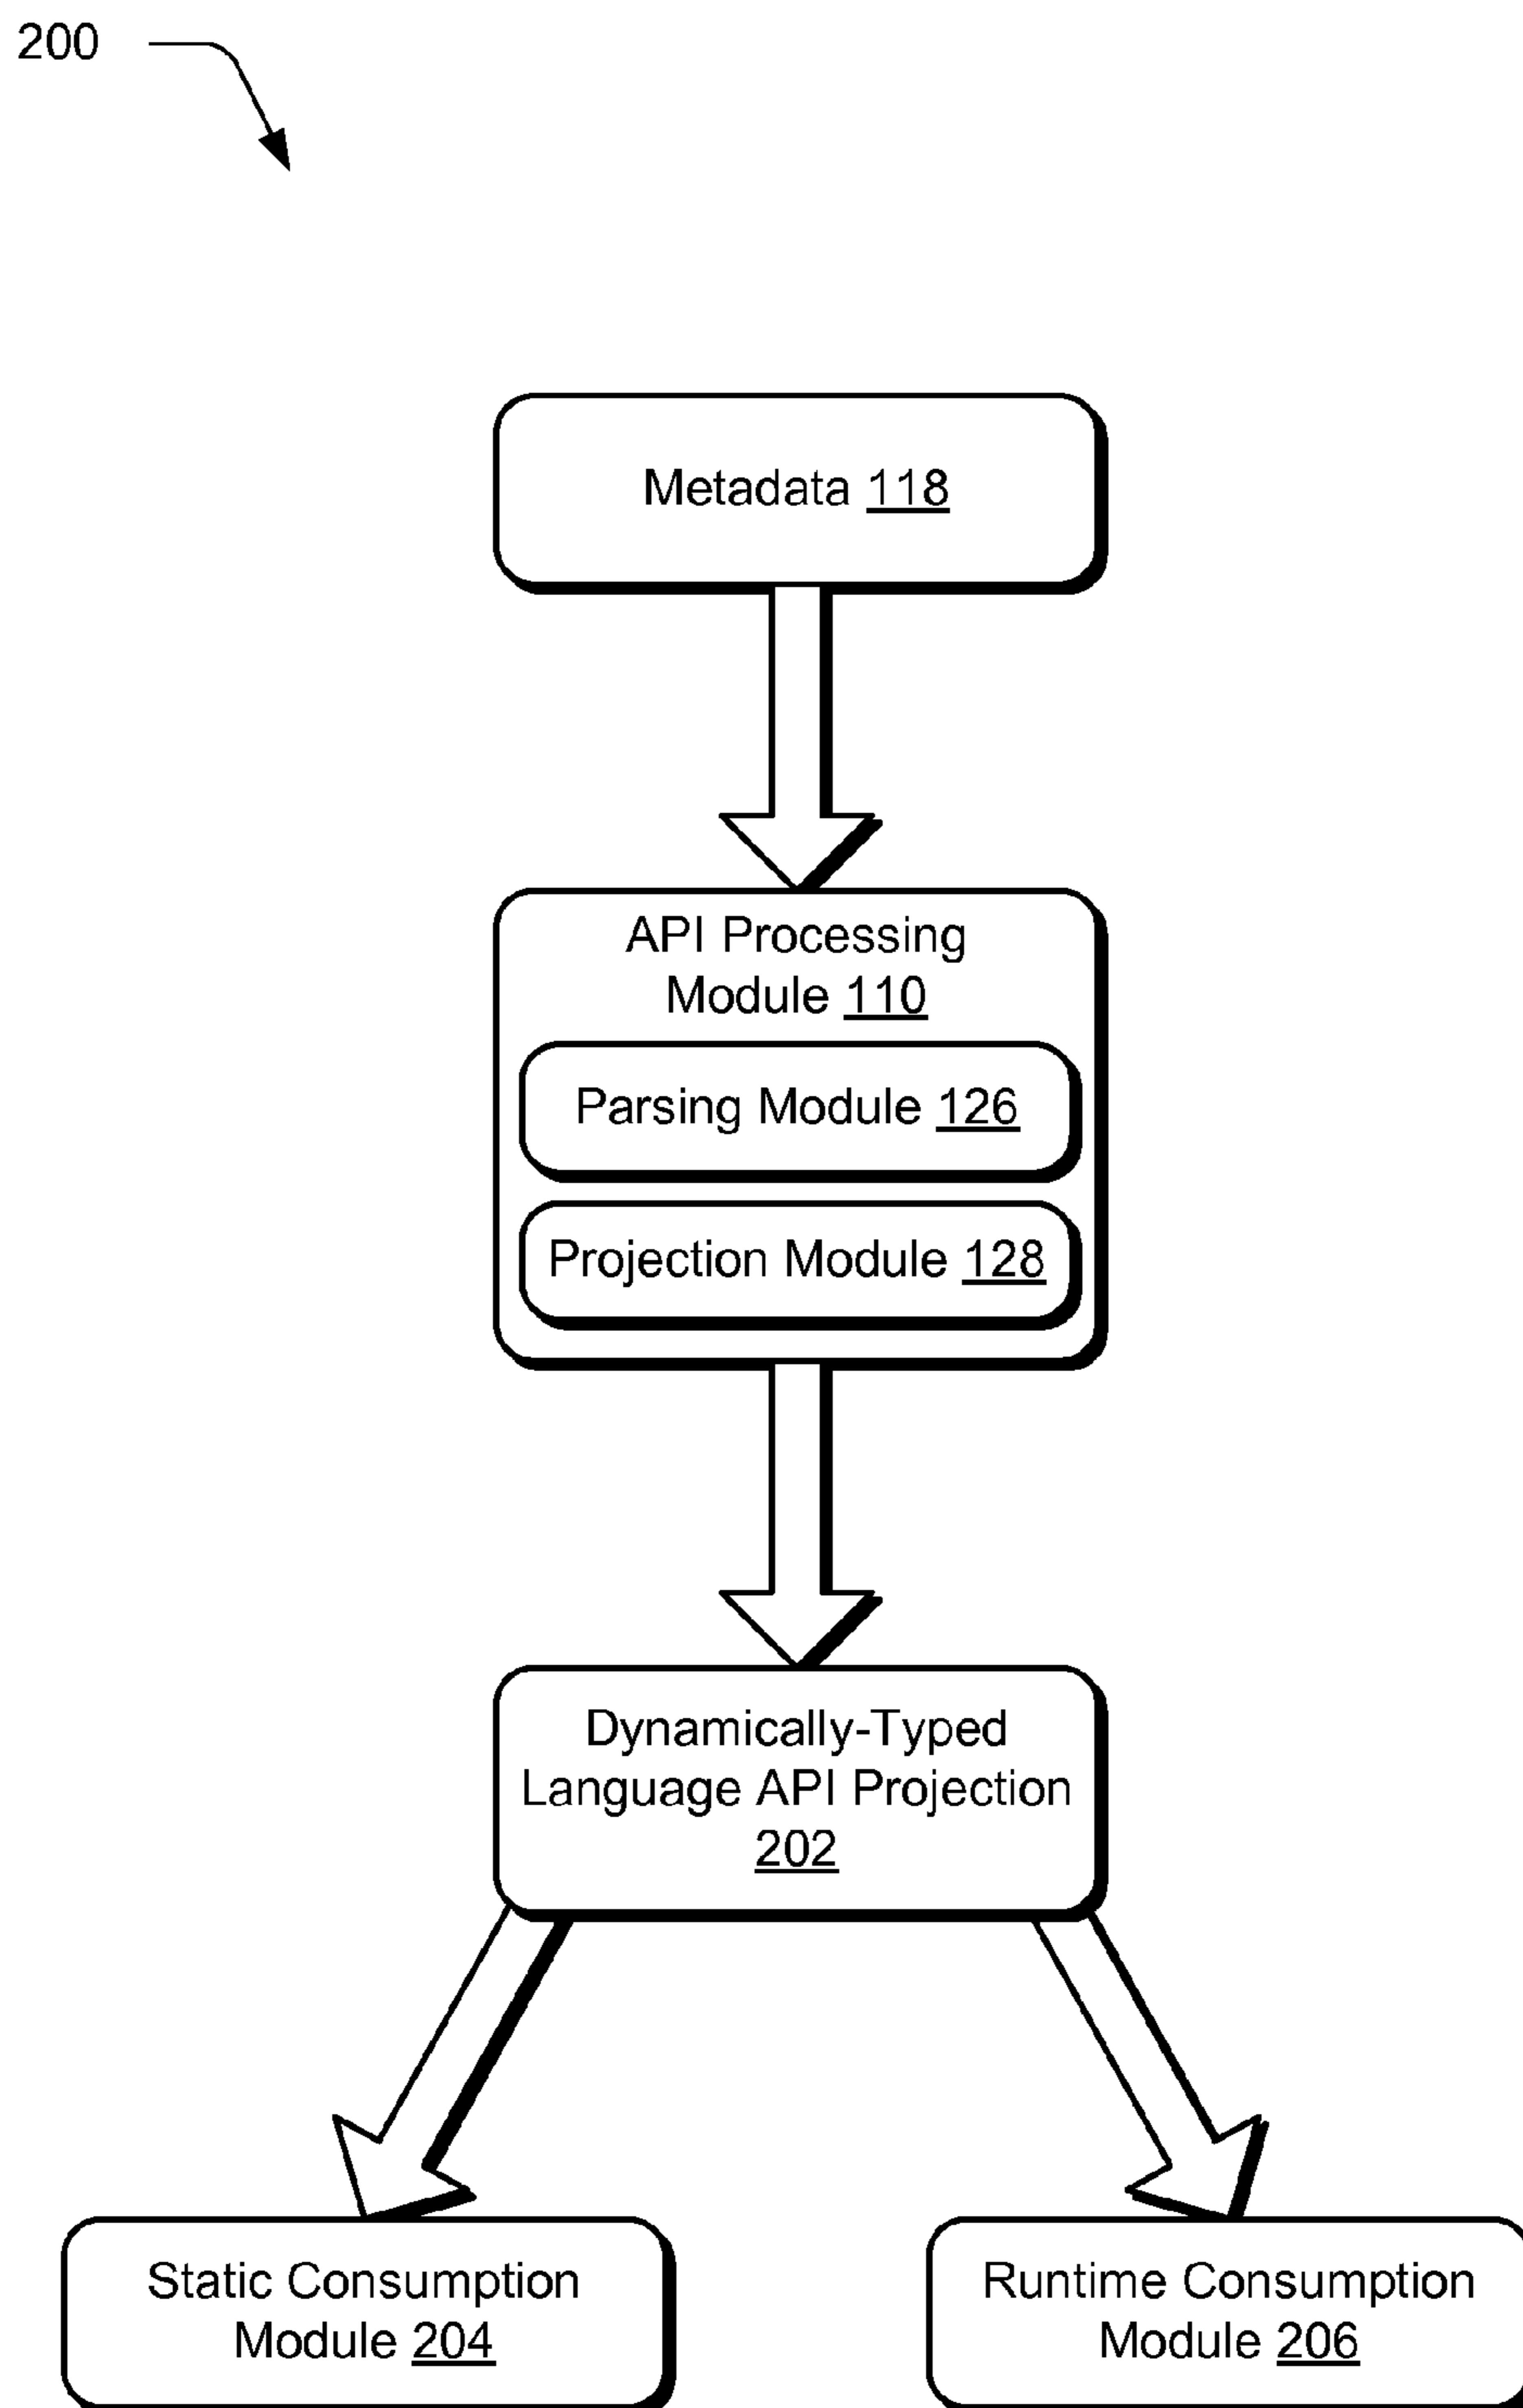 200
Metadata 118
API Processing
Module 110
Parsing Module 126
Projection Module 128
Dynamically-Typed
Language API Projection
202
Static Consumption
Module 204
Runtime Consumption
Module 206